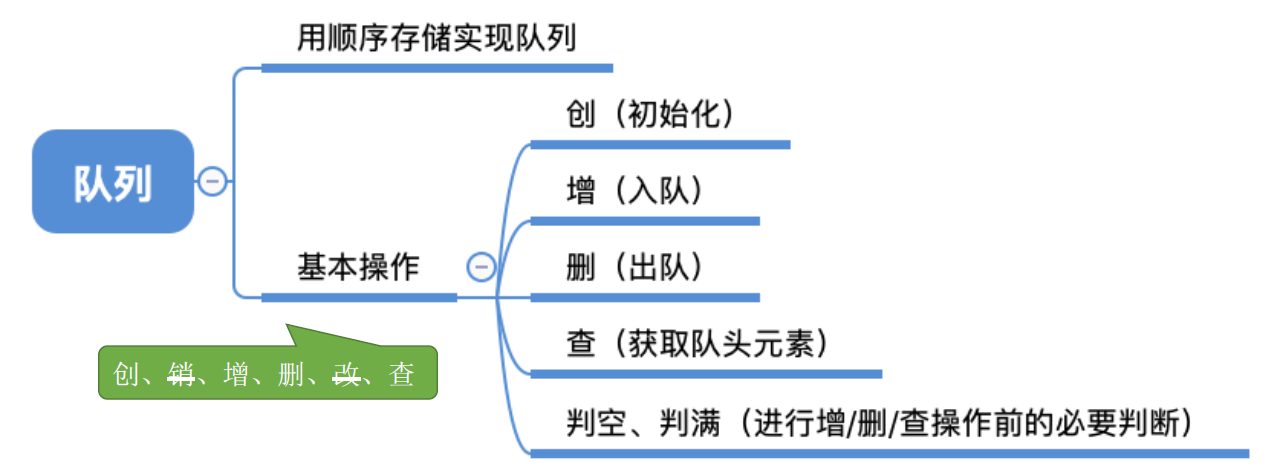 用顺序存储实现队列
创（初始化）
队列
增（入队）
基本操作
删（出队）
查（获取队头元素）
创、销、增、删、改、查
判空、判满（进行增/删/查操作前的必要判断）